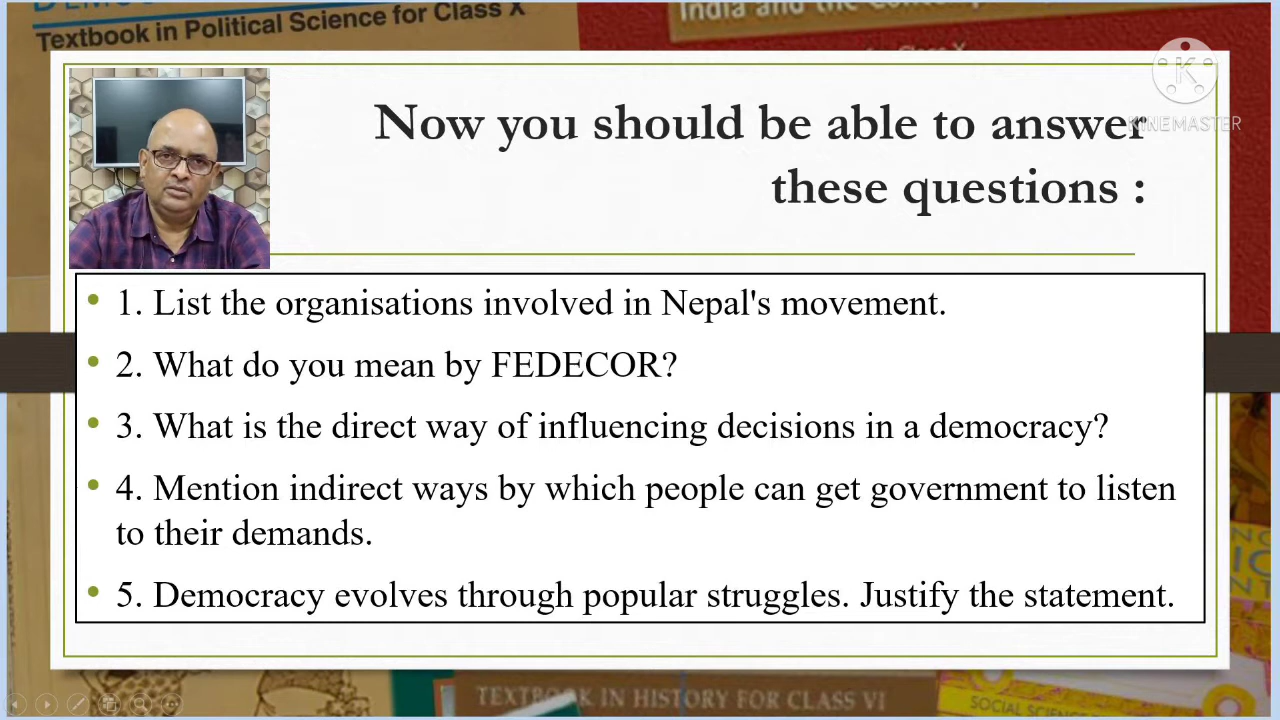 Textbook in Political Science for Class X
India and the Contemp
for Class X
KINEMASTER
Now you should be able to answer
these questions :
• 1. List the organisations involved in Nepal's movement.
• 2. What do you mean by FEDECOR?
• 3. What is the direct way of influencing decisions in a democracy?
• 4. Mention indirect ways by which people can get government to listen
to their demands.
• 5. Democracy evolves through popular struggles. Justify the statement.
TEXTBOOK IN HISTORY FOR CLASS VI
SOCIAL SCIEN